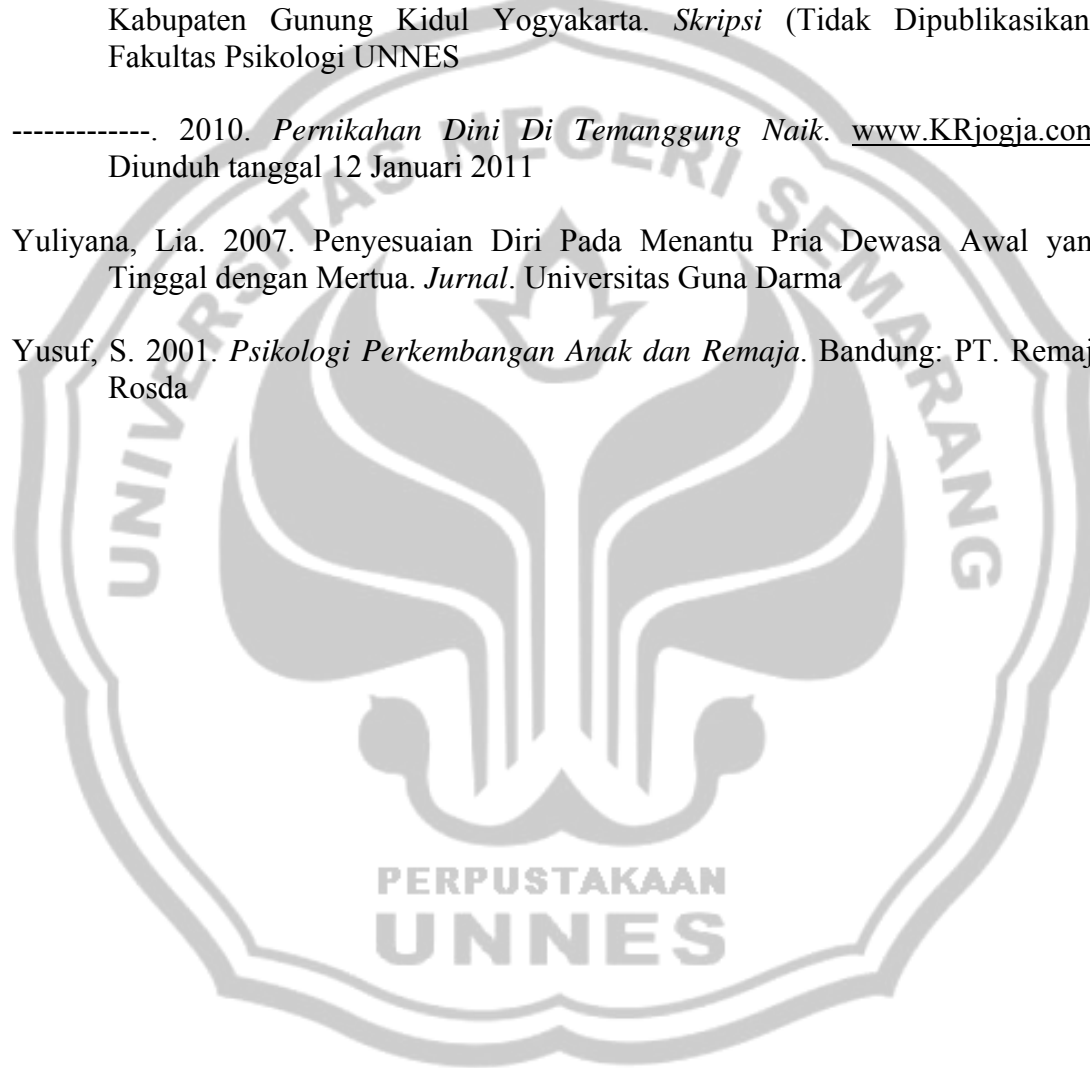 Kabupaten Gunung Kidul Yogyakarta. Skripsi (Tidak Dipublikasikan
Fakultas Psikologi UNNES
-------------. 2010. Pernikahan Dini Di Temanggung Naik. www.KRjogja.com
Diunduh tanggal 12 Januari 2011
Yuliyana, Lia. 2007. Penyesuaian Diri Pada Menantu Pria Dewasa Awal yan
Tinggal dengan Mertua. Jurnal. Universitas Guna Darma
Yusuf, S. 2001. Psikologi Perkembangan Anak dan Remaja. Bandung: PT. Remaj
Rosda
UNIVERSITAS NEGERI SEMARANG
PERPUSTAKAAN
UNNES